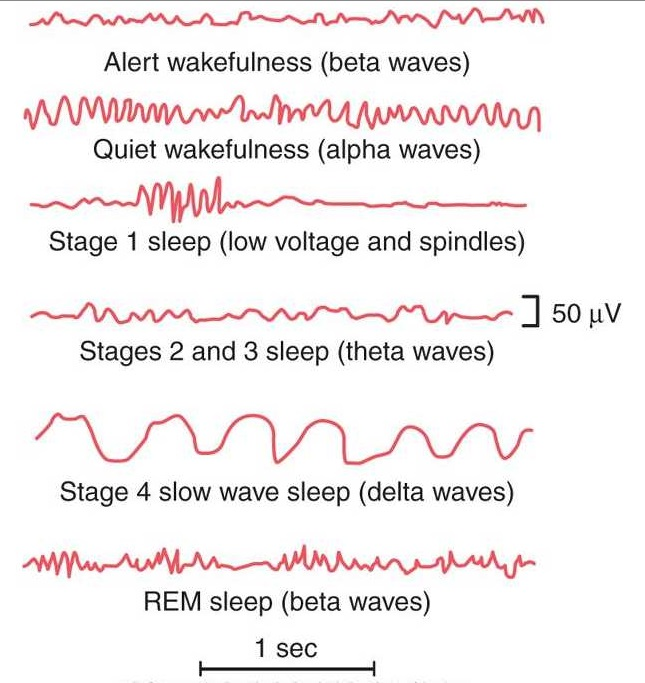 Alert wakefulness (beta waves)
Quiet wakefulness (alpha waves)
Stage 1 sleep (low voltage and spindles)
50 μV
Stages 2 and 3 sleep (theta waves)
Stage 4 slow wave sleep (delta waves)
REM sleep (beta waves)
1 sec